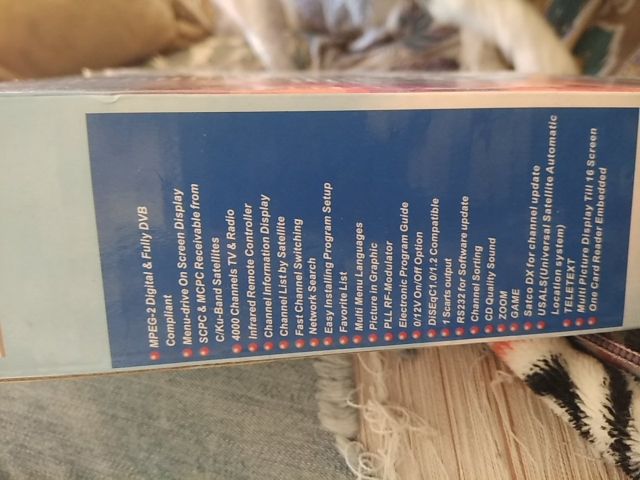 MPEG-2 Digital & Fully DVB
Compliant
Menu-drive On Screen Display
SCPC & MCPC Receivable from
C/Ku-Band Satellites
4000 Channels TV & Radio
Infrared Remote Controller
Channel Information Display
Channel List by Satellite
Fast Channel Switching
Network Search
Easy Installing Program Setup
Favorite List
Multi Menu Languages
Picture in Graphic
PLL RF-Modulator
Electronic Program Guide
0/12V On/Off Option
DiSEqC1.0/1.2 Compatible
1 Scarts output
RS232 for Software update
Channel Sorting
CD Quality Sound
ZOOM
GAME
Satco DX for channel update
USALS(Universal Satellite Automatic
Location system)
TELETEXT
Multi Picture Display Till 16 Screen
One Card Reader Embedded